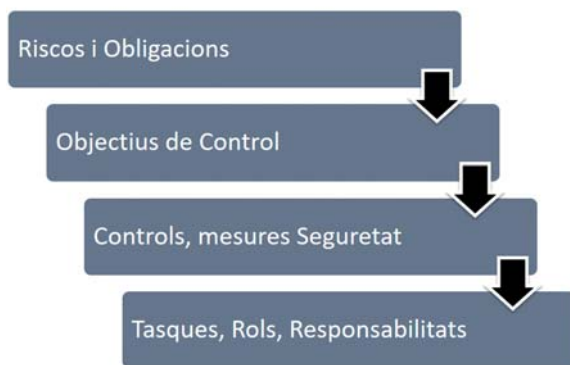 Riscos i Obligacions
Objectius de Control
Controls, mesures Seguretat
Tasques, Rols, Responsabilitats